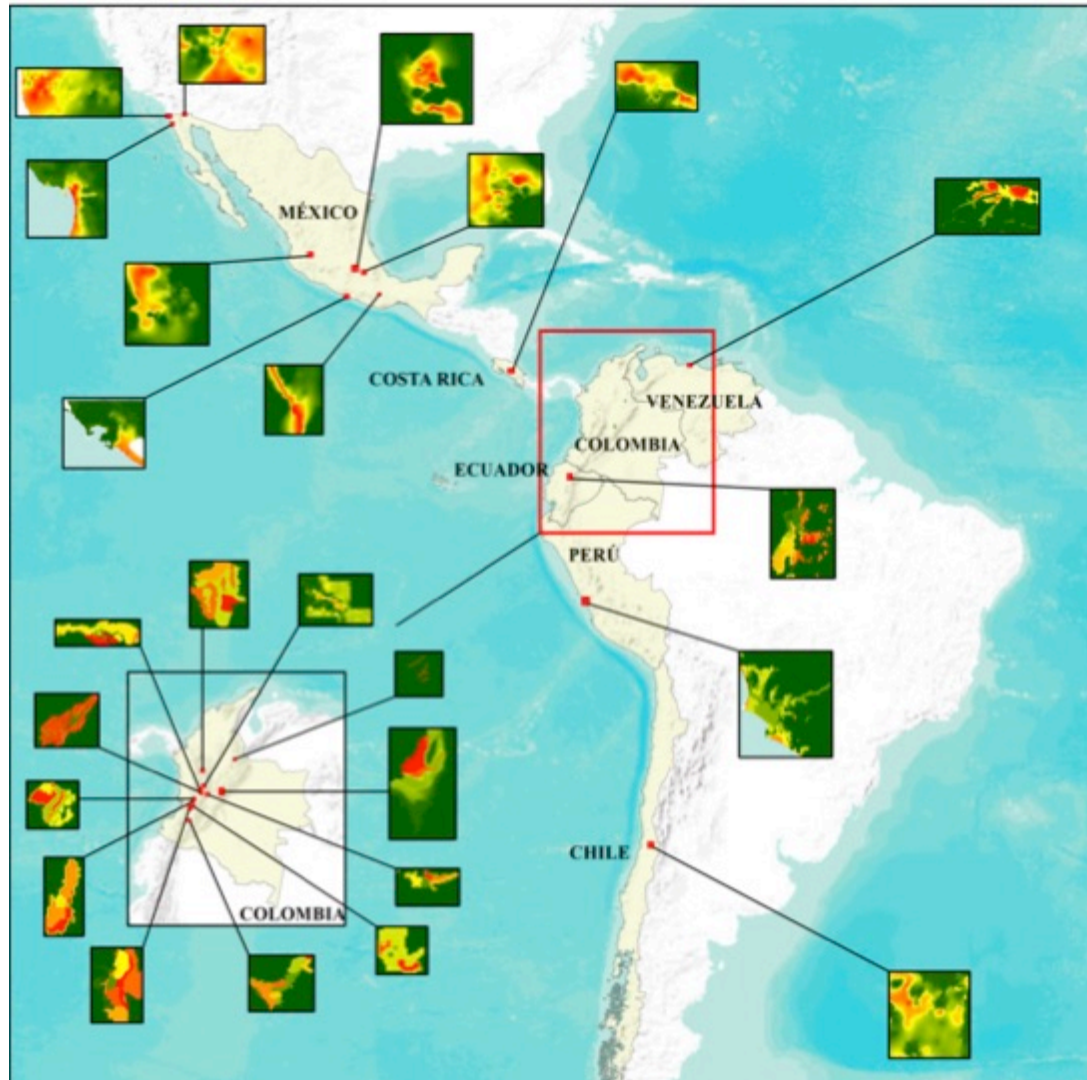 MÉXICO
COSTA RICA
VENEZUELA
COLOMBIA
ECUADOR
PERÚ
CHILE
COLOMBIA